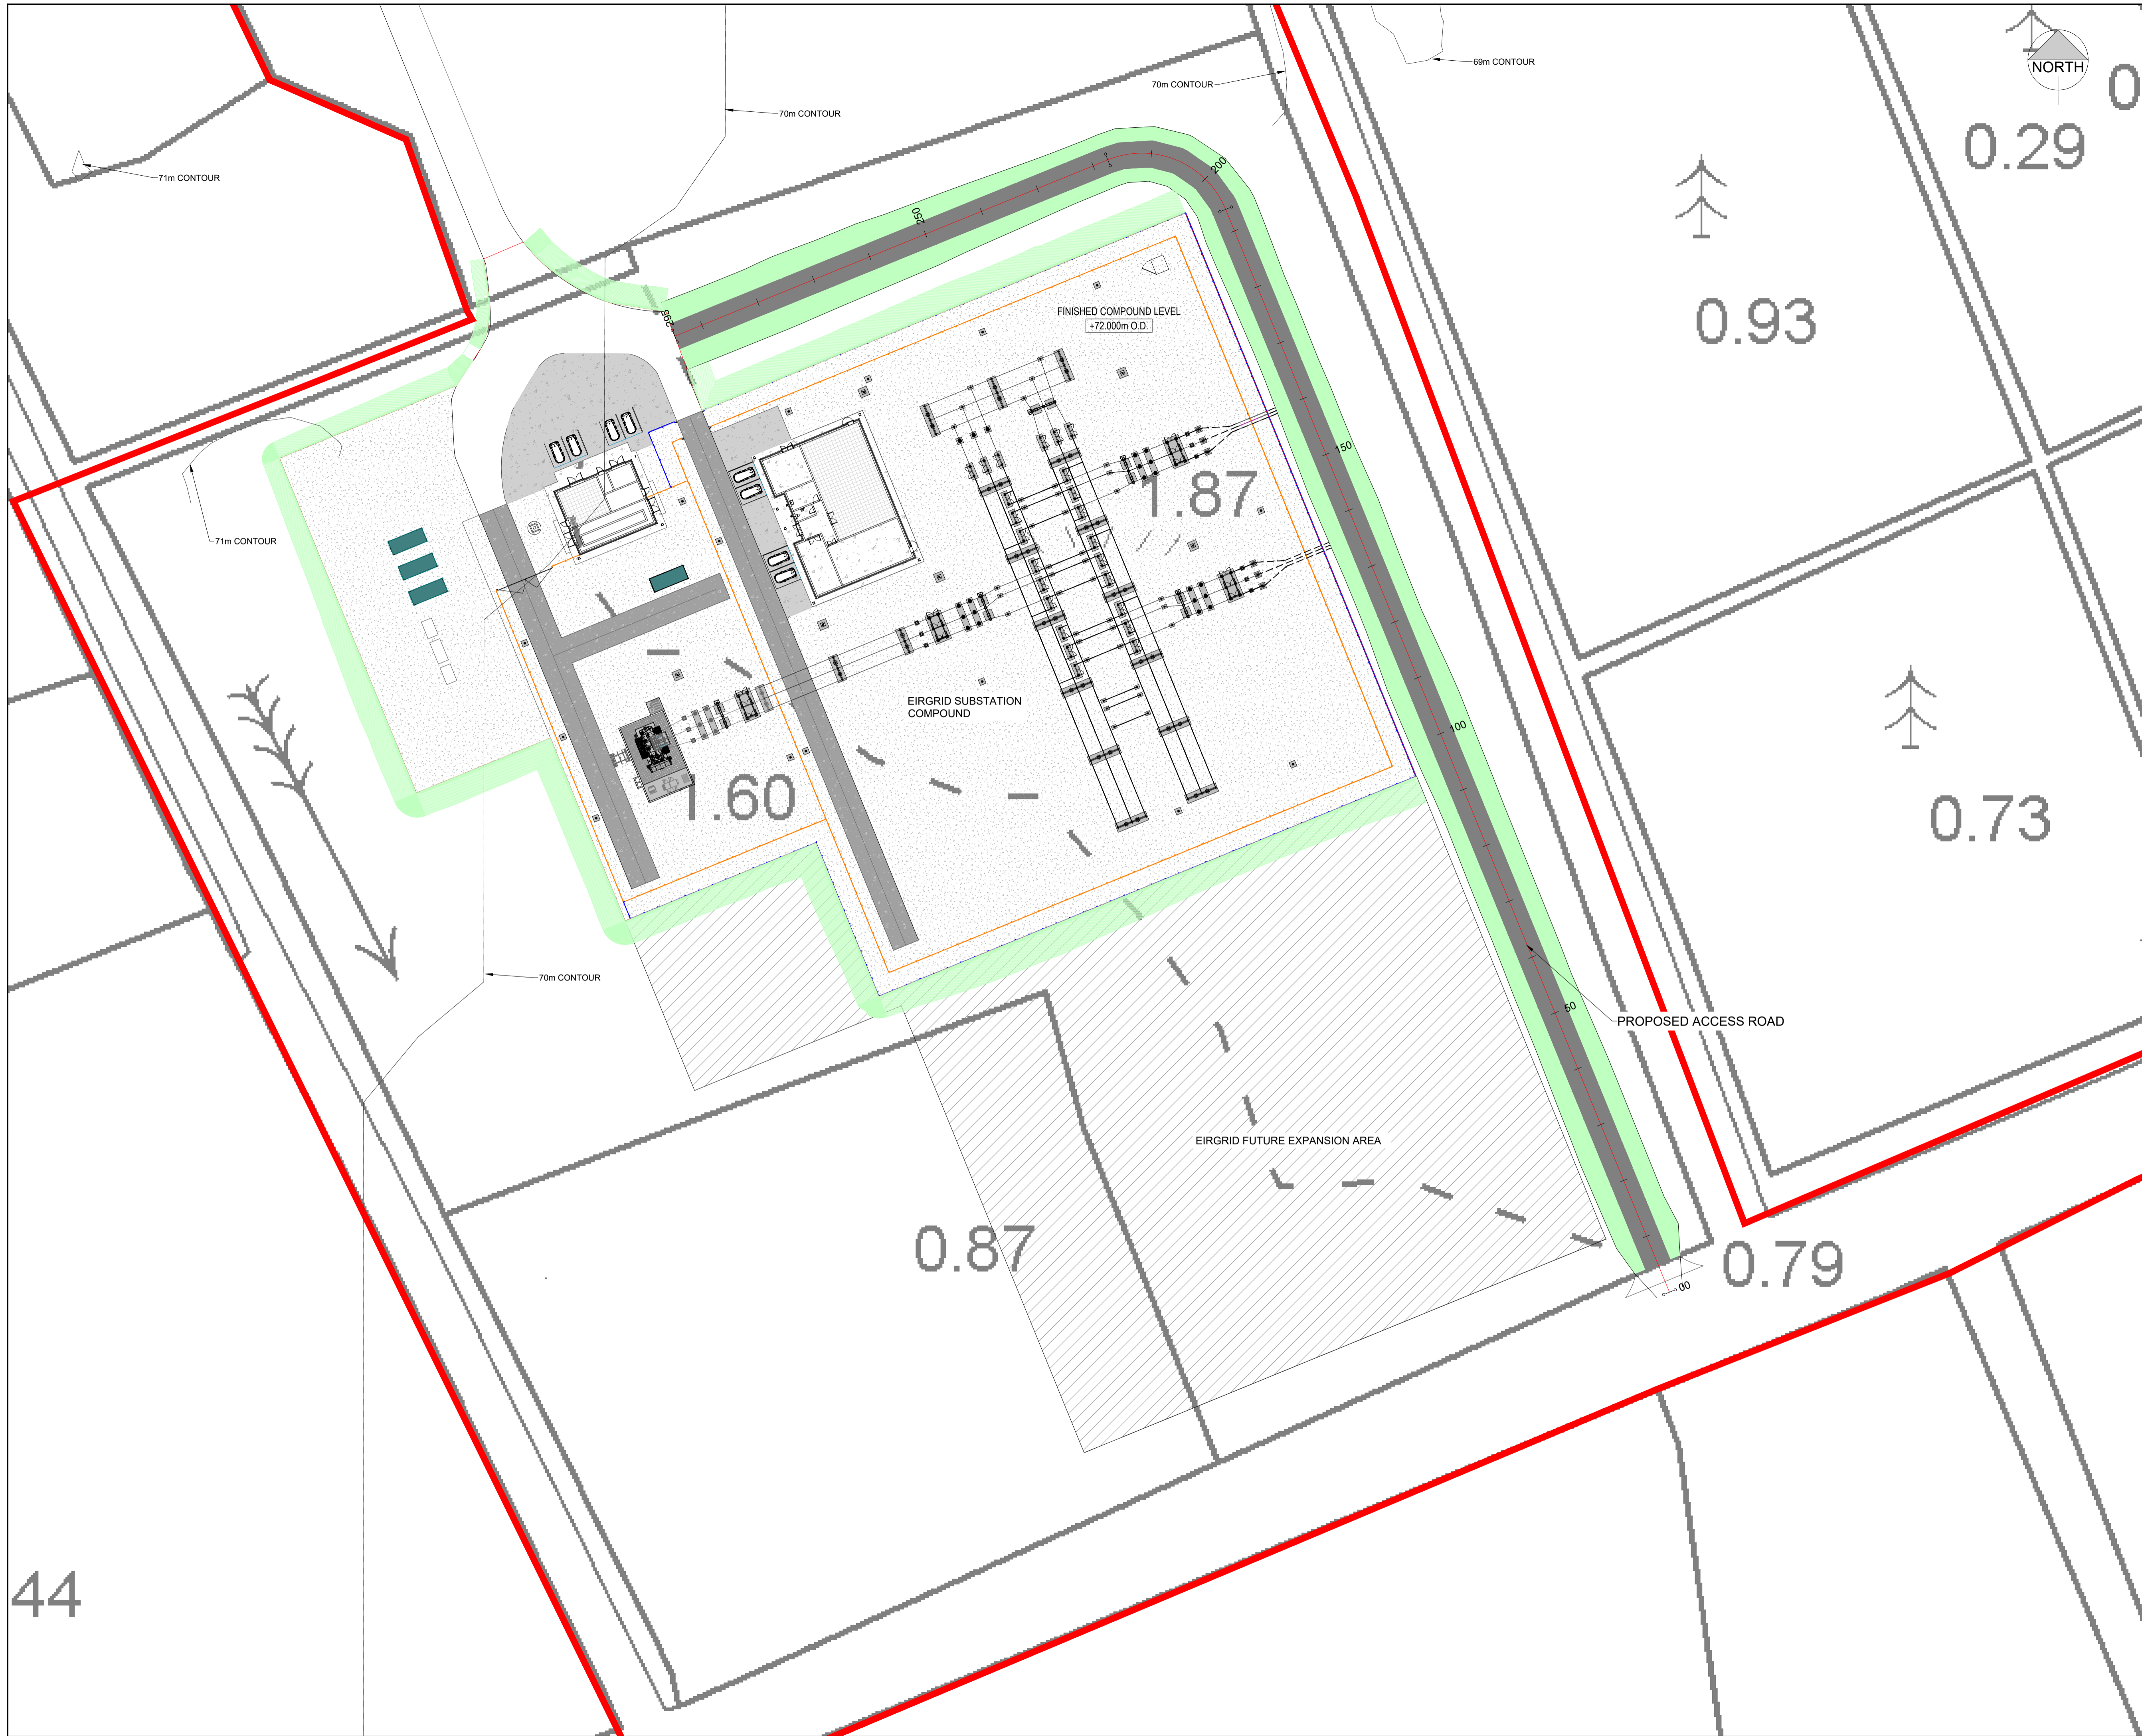 69m CONTOUR
NORTH
0
70m CONTOUR
70m CONTOUR
0.29
71m CONTOUR
200
250
295
FINISHED COMPOUND LEVEL
+72.000m O.D.
0.93
150
1.87
71m CONTOUR
EIRGRID SUBSTATION
COMPOUND
100
1.60
0.73
70m CONTOUR
50
PROPOSED ACCESS ROAD
EIRGRID FUTURE EXPANSION AREA
0.87
0.79
00
44